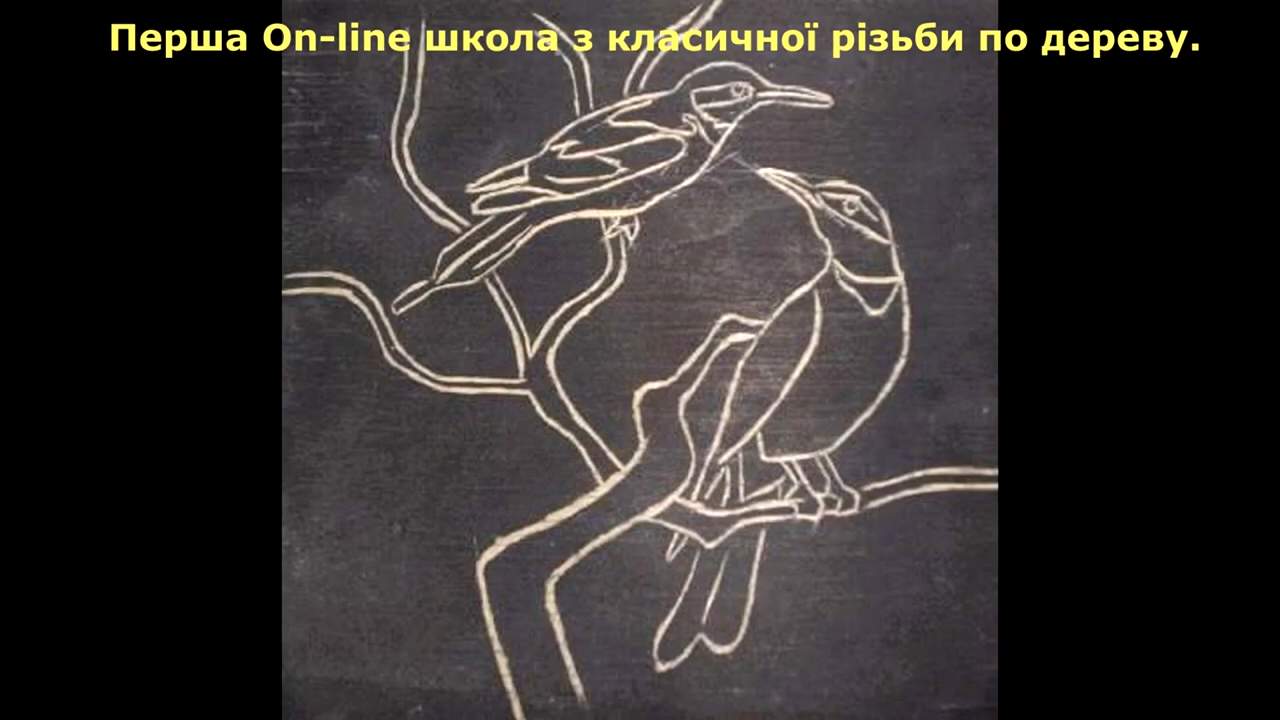 Перша On-line школа з класичної різьби по дереву.